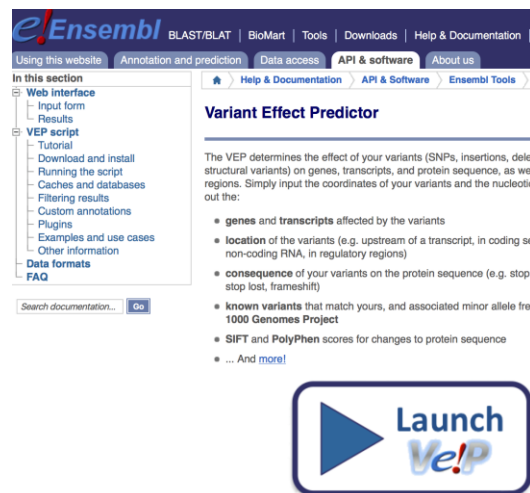 e!Ensembl BLAST/BLAT | BioMart | Tools | Downloads | Help & Documentation |
Using this website Annotation and prediction Data access API & software About us
In this section
Web interface
Input form
Results
VEP script
Tutorial
Download and install
Running the script
Caches and databases
Filtering results
Custom annotations
Plugins
Examples and use cases
Other information
Data formats
FAQ
Search documentation... Go
Help & Documentation API & Software Ensembl Tools
Variant Effect Predictor
The VEP determines the effect of your variants (SNPs, insertions,
structural variants) on genes, transcripts, and protein sequence, as
regions. Simply input the coordinates of your variants and the
out the:
genes and transcripts affected by the variants
location of the variants (e.g. upstream of a transcript, in coding
non-coding RNA, in regulatory regions)
consequence of your variants on the protein sequence (e.g. stop
stop lost, frameshift)
known variants that match yours, and associated minor allele
1000 Genomes Project
SIFT and PolyPhen scores for changes to protein sequence
... And more!
Launch
Ve!P